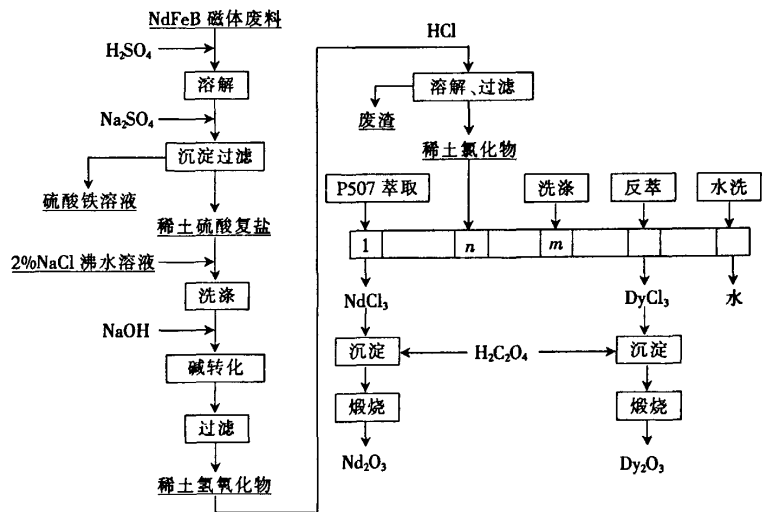 NdFeB 磁体废料
H₂SO₄
溶解
Na₂SO₄
沉淀过滤
硫酸铁溶液
稀土硫酸复盐
2%NaCl 沸水溶液
洗涤
NaOH
碱转化
过滤
稀土氢氧化物
HCl
溶解、过滤
废渣
稀土氯化物
P507 萃取
洗涤
反萃
水洗
1
n
m
NdCl₃
DyCl₃
水
沉淀
H₂C₂O₄
沉淀
煅烧
煅烧
Nd₂O₃
Dy₂O₃